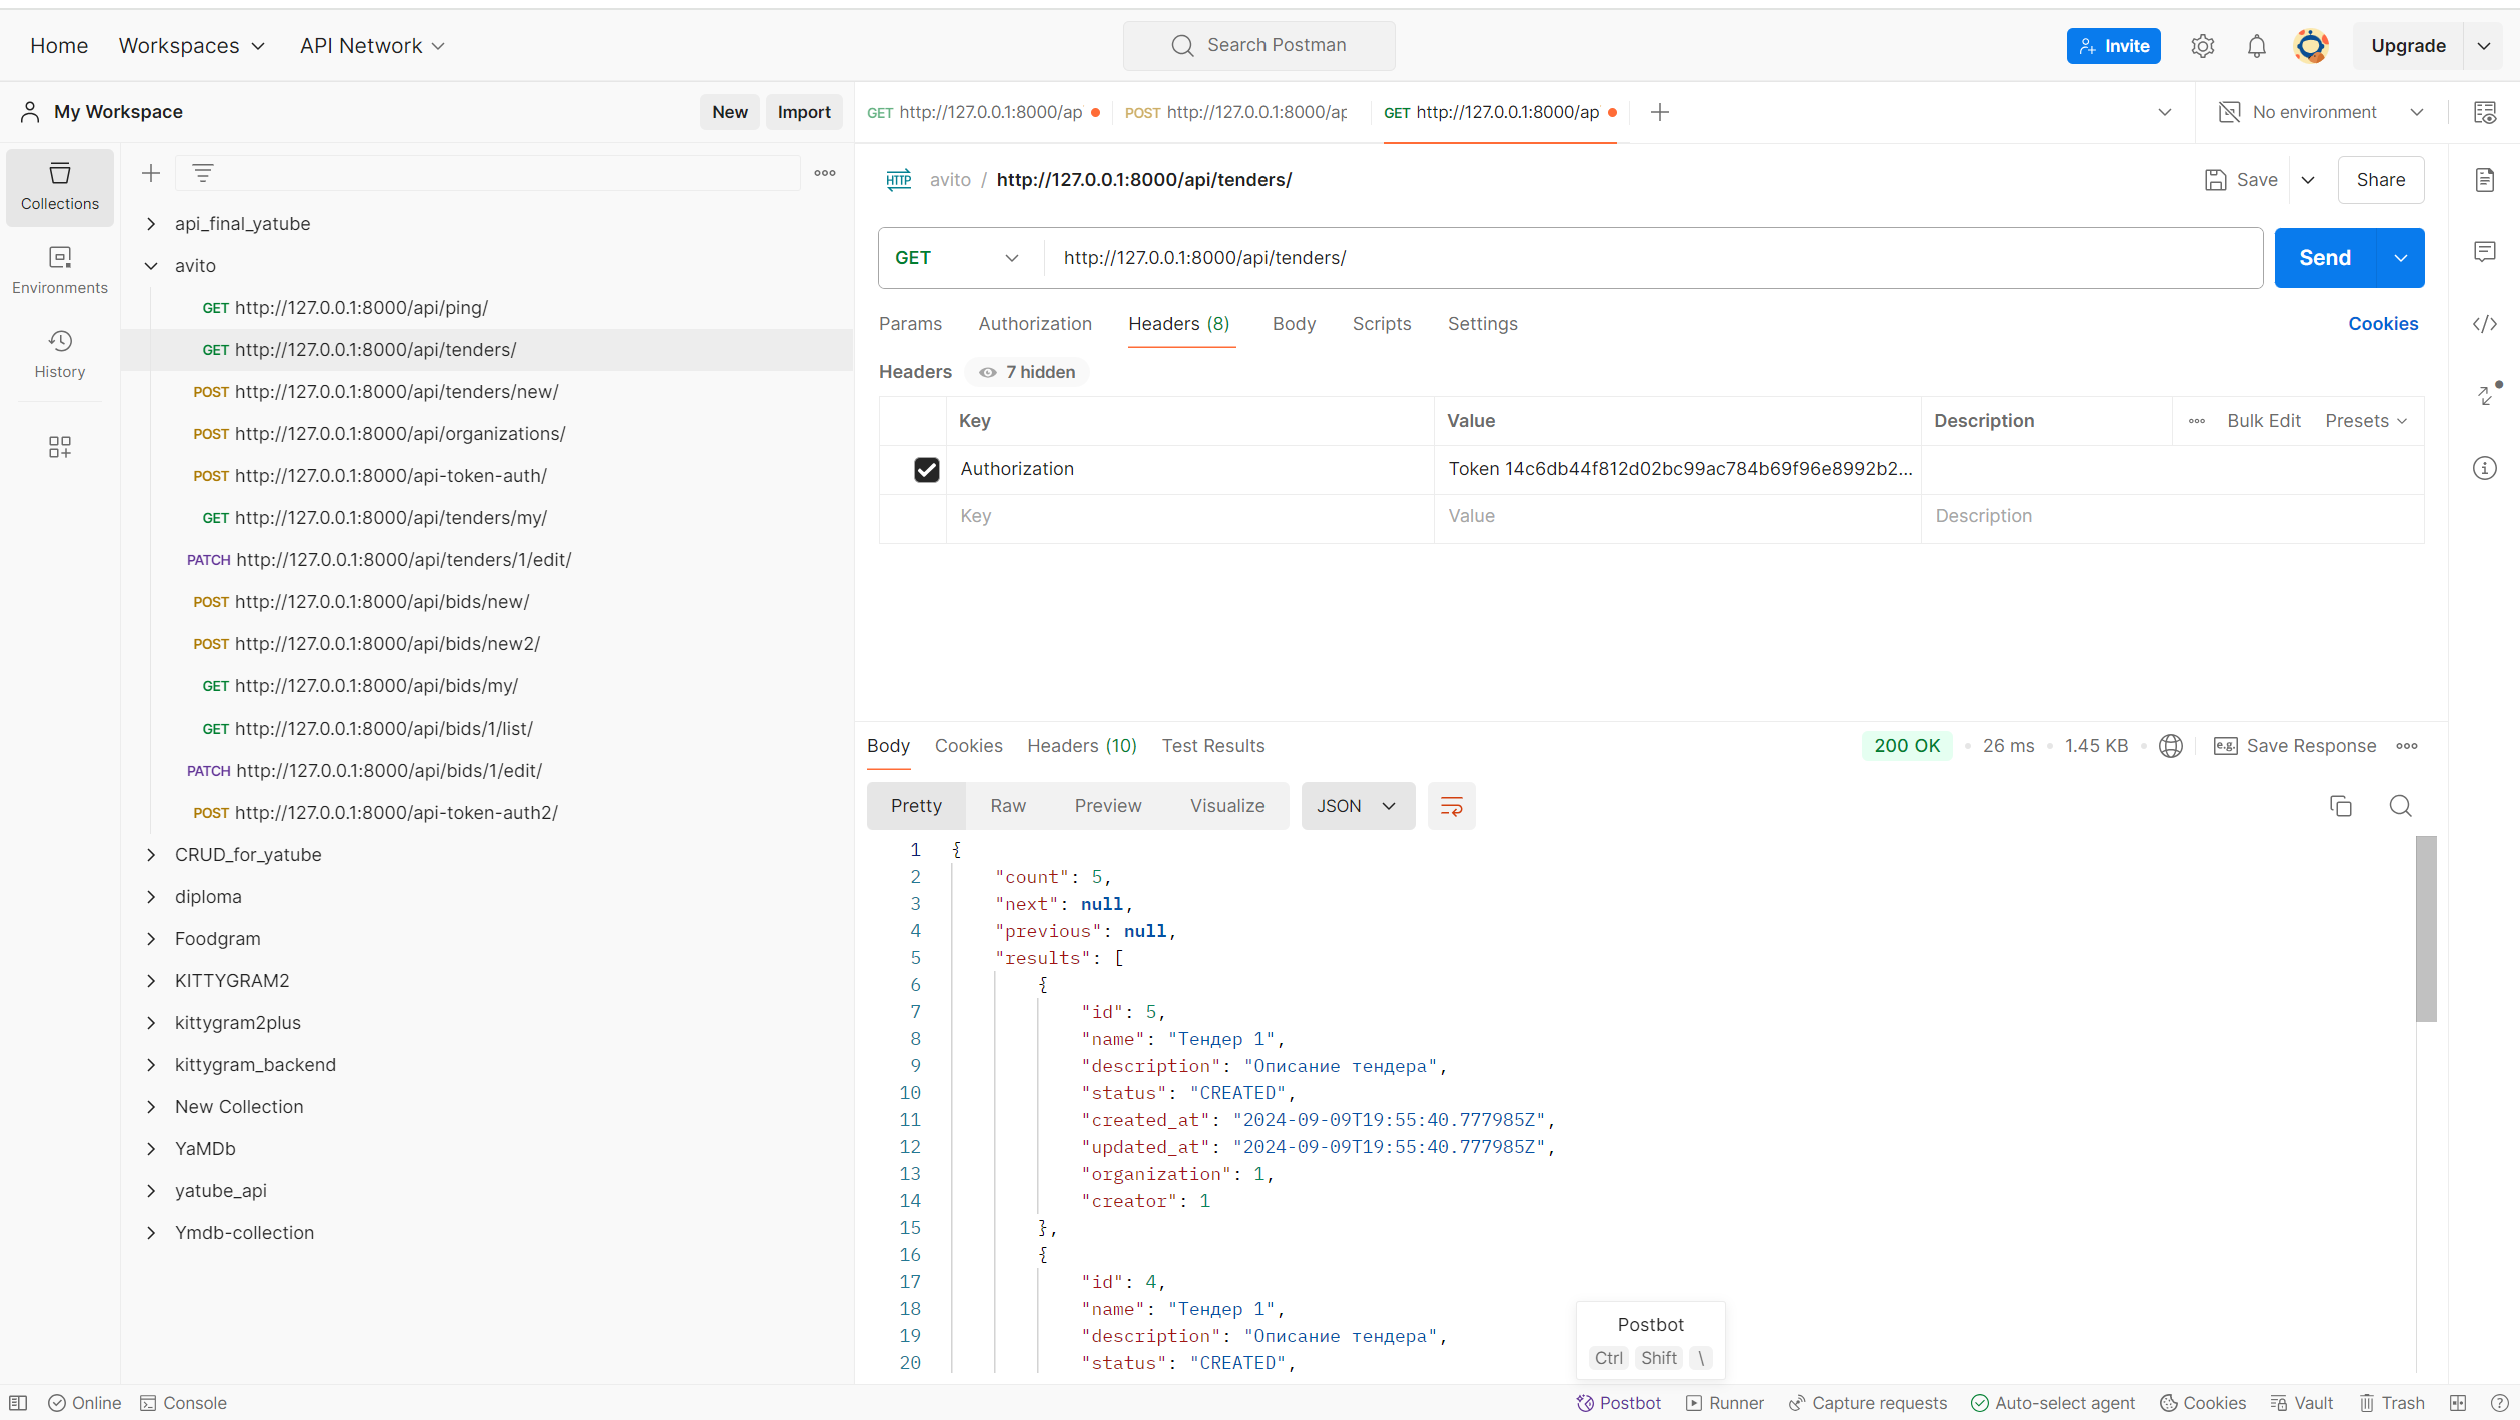 Home Workspaces API Network Search Postman Invite Upgrade
My Workspace New Import
GET http://127.0.0.1:8000/ap POST http://127.0.0.1:8000/ap GET http://127.0.0.1:8000/ap No environment
Collections
Environments
History
api_final_yatube
avito
GET http://127.0.0.1:8000/api/ping/
GET http://127.0.0.1:8000/api/tenders/
POST http://127.0.0.1:8000/api/tenders/new/
POST http://127.0.0.1:8000/api/organizations/
POST http://127.0.0.1:8000/api-token-auth/
GET http://127.0.0.1:8000/api/tenders/my/
PATCH http://127.0.0.1:8000/api/tenders/1/edit/
POST http://127.0.0.1:8000/api/bids/new/
POST http://127.0.0.1:8000/api/bids/new2/
GET http://127.0.0.1:8000/api/bids/my/
GET http://127.0.0.1:8000/api/bids/1/list/
PATCH http://127.0.0.1:8000/api/bids/1/edit/
POST http://127.0.0.1:8000/api-token-auth2/
CRUD_for_yatube
diploma
Foodgram
KITTYGRAM2
kittygram2plus
kittygram_backend
New Collection
YaMDb
yatube_api
Ymdb-collection
HTTP avito / http://127.0.0.1:8000/api/tenders/ Save Share
GET http://127.0.0.1:8000/api/tenders/ Send
Params Authorization Headers (8) Body Scripts Settings Cookies
Headers 7 hidden
Key Value Description Bulk Edit Presets
Authorization Token 14c6db44f812d02bc99ac784b69f96e8992b2...
Key Value Description
Body Cookies Headers (10) Test Results 200 OK 26 ms 1.45 KB e.g. Save Response
Pretty Raw Preview Visualize JSON
1 {
2 "count": 5,
3 "next": null,
4 "previous": null,
5 "results": [
6 {
7 "id": 5,
8 "name": "Тендер 1",
9 "description": "Описание тендера",
10 "status": "CREATED",
11 "created_at": "2024-09-09T19:55:40.777985Z",
12 "updated_at": "2024-09-09T19:55:40.777985Z",
13 "organization": 1,
14 "creator": 1
15 },
16 {
17 "id": 4,
18 "name": "Тендер 1",
19 "description": "Описание тендера",
20 "status": "CREATED",
Postbot
Ctrl Shift \
Online Console Postbot Runner Capture requests Auto-select agent Cookies Vault Trash